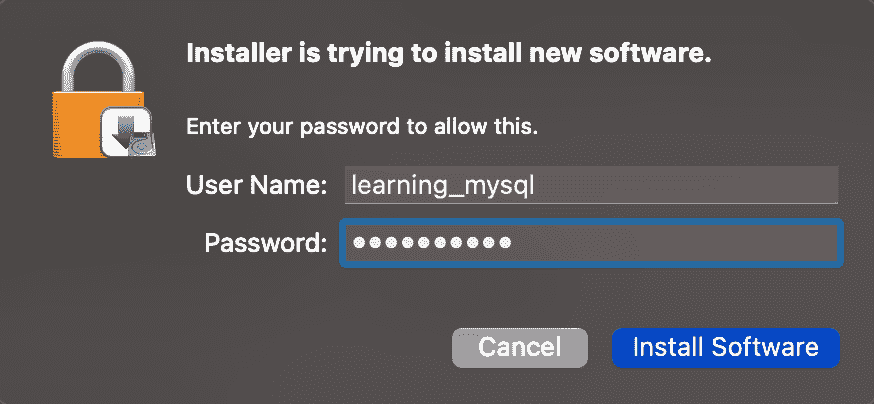 Installer is trying to install new software.
Enter your password to allow this.
User Name: learning_mysql
Password: ••••••••••
Cancel Install Software